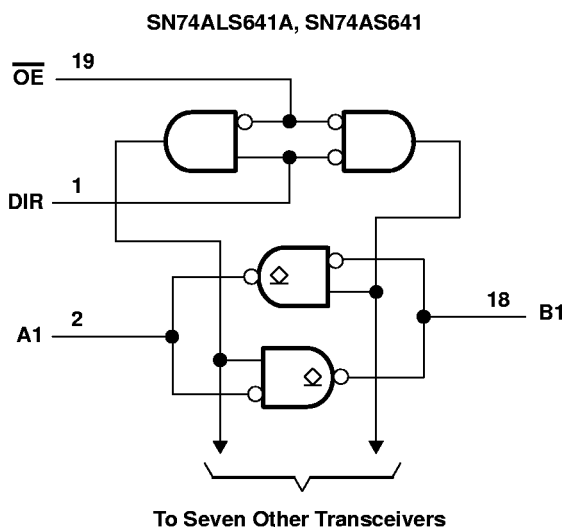 SN74ALS641A, SN74AS641
OE 19
DIR 1
18 B1
A1 2
To Seven Other Transceivers